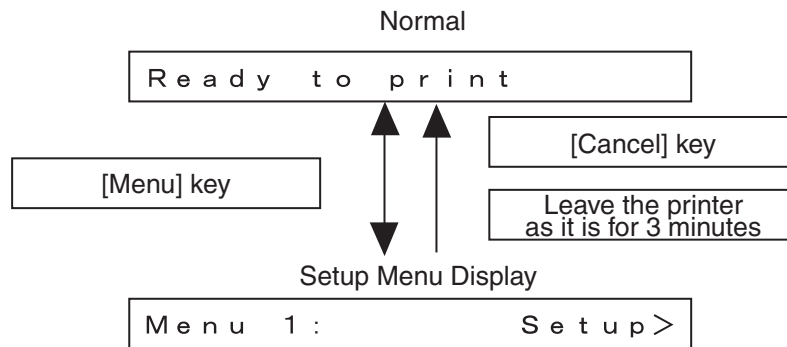 Normal
Ready to print
[Menu] key
[Cancel] key
Leave the printer
as it is for 3 minutes
Setup Menu Display
Menu 1: Setup>